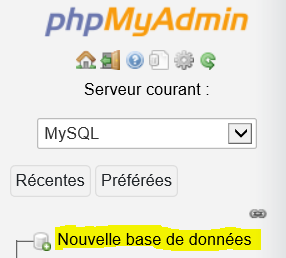 phpMyAdmin
Serveur courant :
MySQL
Récentes Préférées
Nouvelle base de données